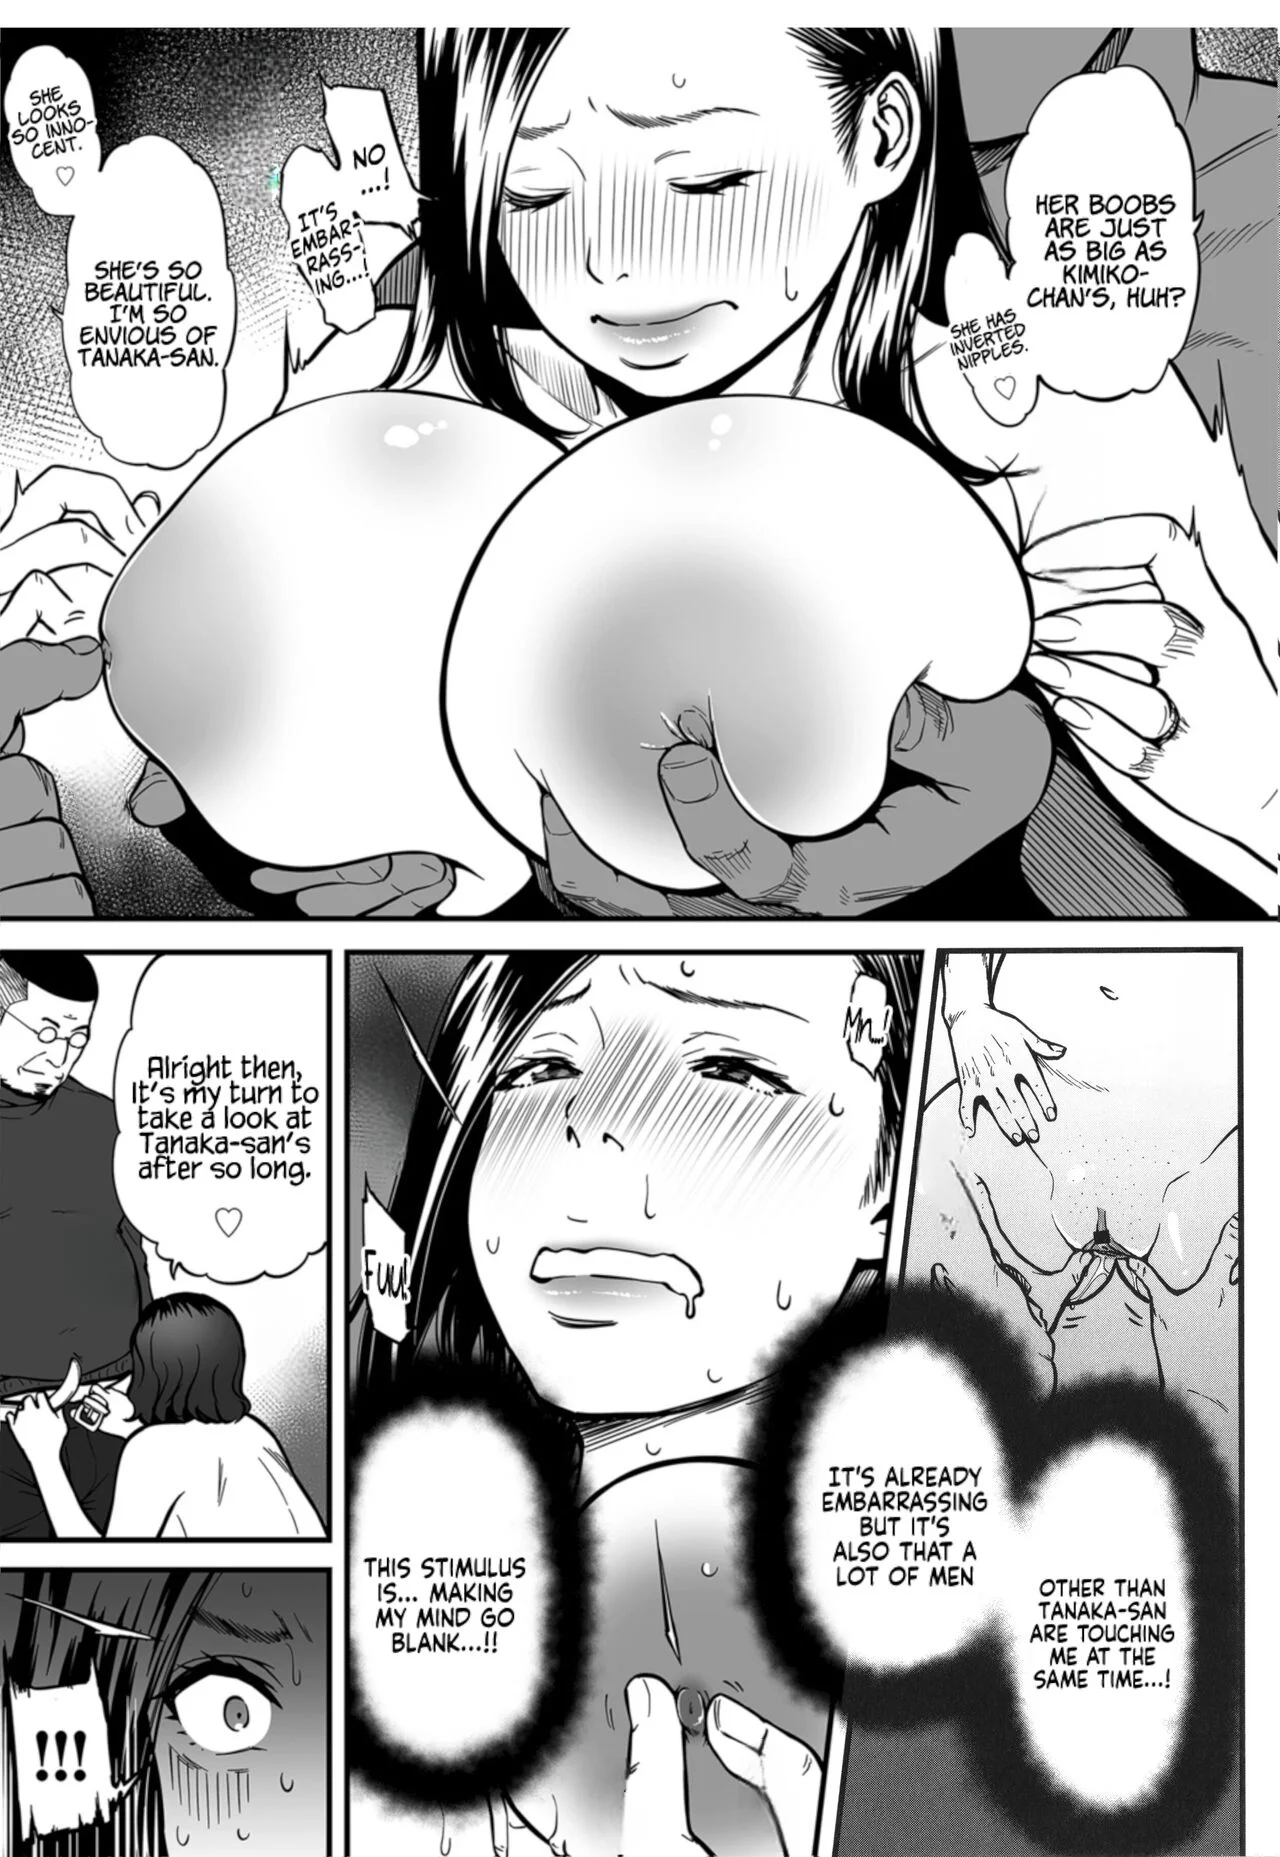 HER BOOBS
ARE JUST
AS BIG AS
KIMIKO-
CHAN'S, HUH?
SHE HAS
INVERTED
NIPPLES.
♡
NO
...!
IT'S
EMBAR-
RASS-
ING...!
SHE LOOKS
SO INNO-
CENT.
♡
SHE'S SO
BEAUTIFUL.
I'M SO
ENVIOUS OF
TANAKA-SAN.
OTHER THAN
TANAKA-SAN
ARE TOUCHING
ME AT THE
SAME TIME...!
IT'S ALREADY
EMBARRASSING
BUT IT'S
ALSO THAT A
LOT OF MEN
Mn!
Fuu!
THIS STIMULUS
IS... MAKING
MY MIND GO
BLANK...!!
Alright then,
It's my turn to
take a look at
Tanaka-san's
after so long.
♡
!!!